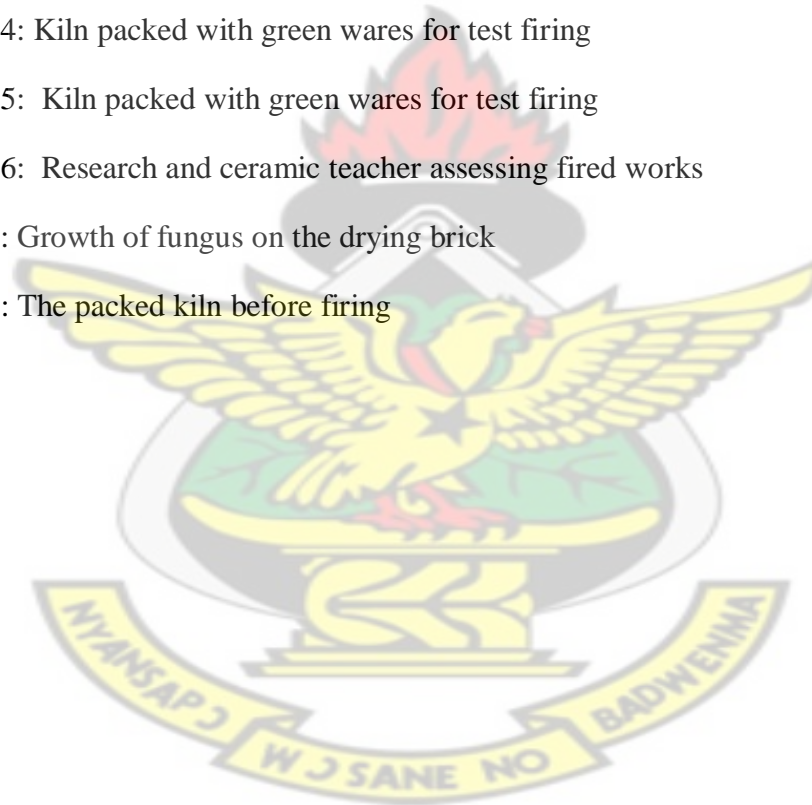 4: Kiln packed with green wares for test firing
5: Kiln packed with green wares for test firing
6: Research and ceramic teacher assessing fired works
: Growth of fungus on the drying brick
: The packed kiln before firing
NYANSAPƆ WƆSANE NO BADWENMA